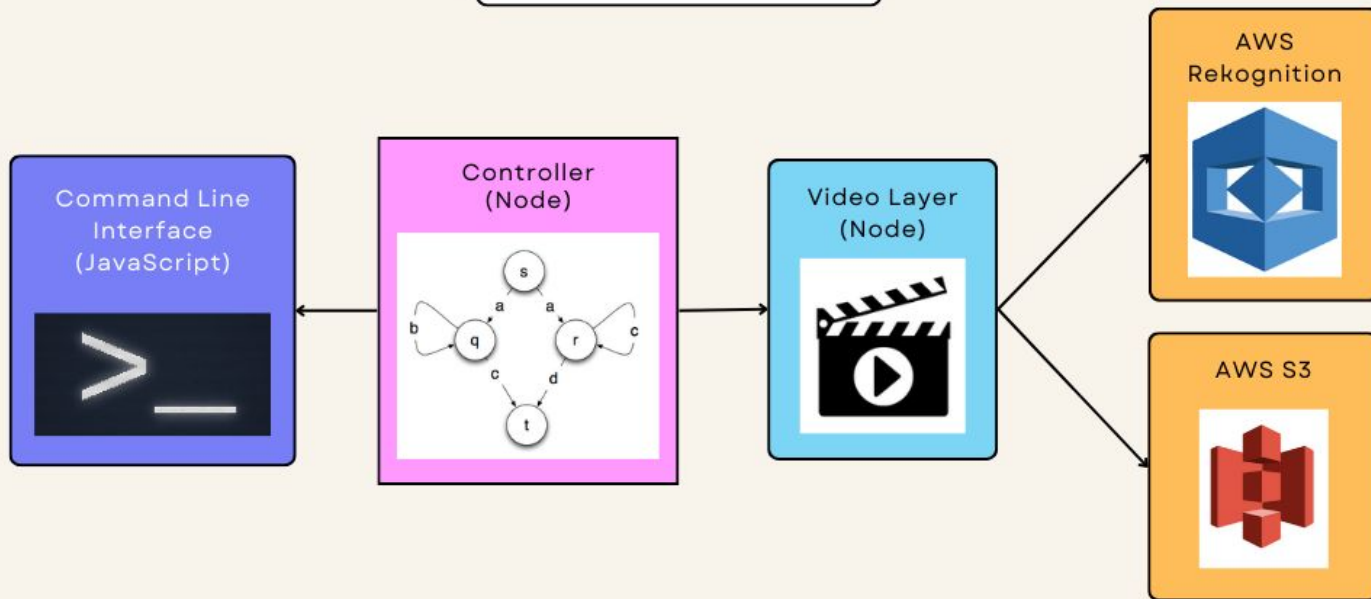 Command Line
Interface
(JavaScript)
>_
Controller
(Node)
s
a
a
b
q
r
c
c
d
t
Video Layer
(Node)
AWS
Rekognition
AWS S3